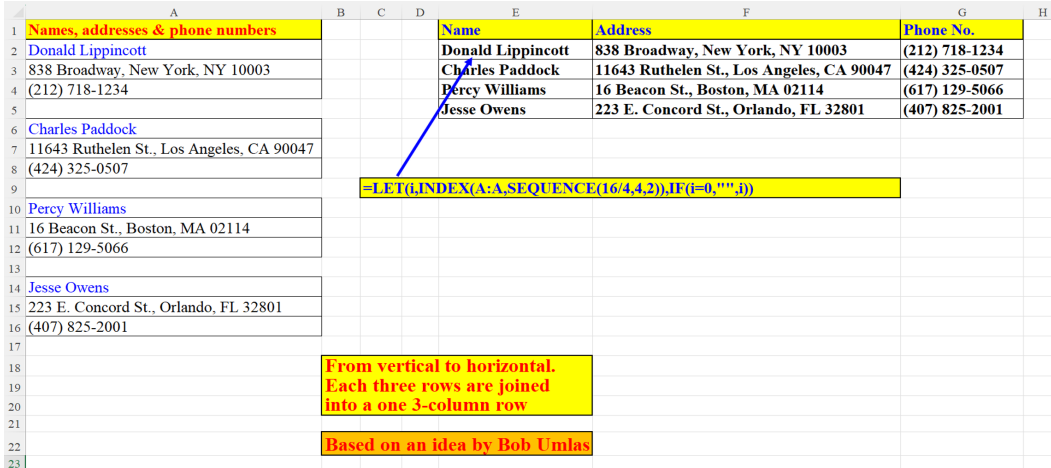 A B C D E F G H
1 Names, addresses & phone numbers Name Address Phone No.
2 Donald Lippincott Donald Lippincott 838 Broadway, New York, NY 10003 (212) 718-1234
3 838 Broadway, New York, NY 10003 Charles Paddock 11643 Ruthelen St., Los Angeles, CA 90047 (424) 325-0507
4 (212) 718-1234 Percy Williams 16 Beacon St., Boston, MA 02114 (617) 129-5066
5 Jesse Owens 223 E. Concord St., Orlando, FL 32801 (407) 825-2001
6 Charles Paddock
7 11643 Ruthelen St., Los Angeles, CA 90047
8 (424) 325-0507
9 =LET(i,INDEX(A:A,SEQUENCE(16/4,4,2)),IF(i=0,"",i))
10 Percy Williams
11 16 Beacon St., Boston, MA 02114
12 (617) 129-5066
13
14 Jesse Owens
15 223 E. Concord St., Orlando, FL 32801
16 (407) 825-2001
17
18 From vertical to horizontal.
19 Each three rows are joined
20 into a one 3-column row
21
22 Based on an idea by Bob Umlas
23